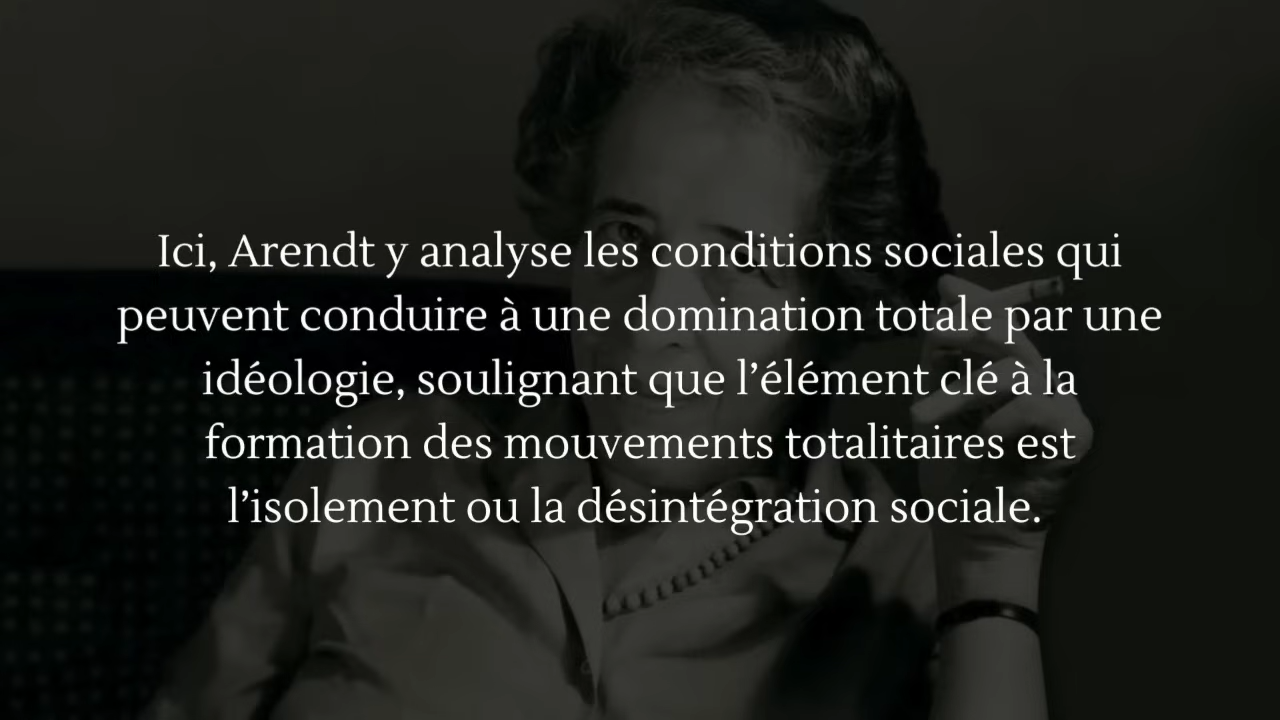 Ici, Arendt y analyse les conditions sociales qui
peuvent conduire à une domination totale par une
idéologie, soulignant que l’élément clé à la
formation des mouvements totalitaires est
l’isolement ou la désintégration sociale.